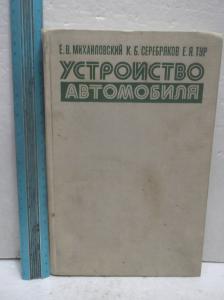 Е. В. МИХАЙЛОВСКИЙ К. Б. СЕРЕБРЯКОВ Е. Я. ТУР
УСТРОЙСТВО
АВТОМОБИЛЯ